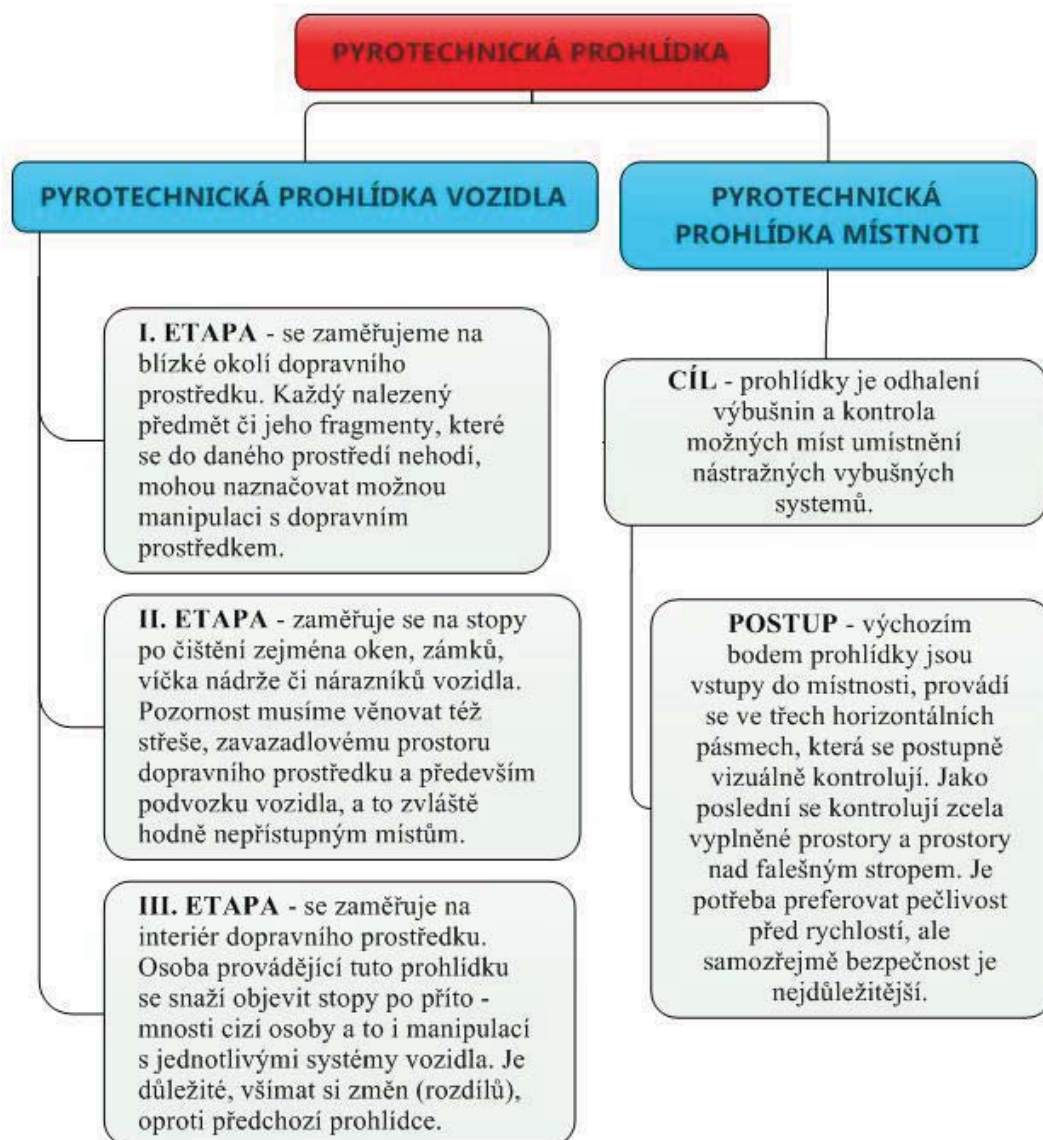 PYROTECHNICKÁ PROHLÍDKA
PYROTECHNICKÁ PROHLÍDKA VOZIDLA
I. ETAPA - se zaměřujeme na
blízké okolí dopravního
prostředku. Každý nalezený
předmět či jeho fragmenty, které
se do daného prostředí nehodí,
mohou naznačovat možnou
manipulaci s dopravním
prostředkem.
II. ETAPA - zaměřuje se na stopy
po čištění zejména oken, zámků,
víčka nádrže či nárazníků vozidla.
Pozornost musíme věnovat též
střeše, zavazadlovému prostoru
dopravního prostředku a především
podvozku vozidla, a to zvláště
hodně nepřístupným místům.
III. ETAPA - se zaměřuje na
interiér dopravního prostředku.
Osoba provádějící tuto prohlídku
se snaží objevit stopy po příto -
mnosti cizí osoby a to i manipulací
s jednotlivými systémy vozidla. Je
důležité, všímat si změn (rozdílů),
oproti předchozí prohlídce.
PYROTECHNICKÁ
PROHLÍDKA MÍSTNOTI
CÍL - prohlídky je odhalení
výbušnin a kontrola
možných míst umístnění
nástražných vybušných
systémů.
POSTUP - výchozím
bodem prohlídky jsou
vstupy do místnosti, provádí
se ve třech horizontálních
pásmech, která se postupně
vizuálně kontrolují. Jako
poslední se kontrolují zcela
vyplněné prostory a prostory
nad falešným stropem. Je
potřeba preferovat pečlivost
před rychlostí, ale
samozřejmě bezpečnost je
nejdůležitější.